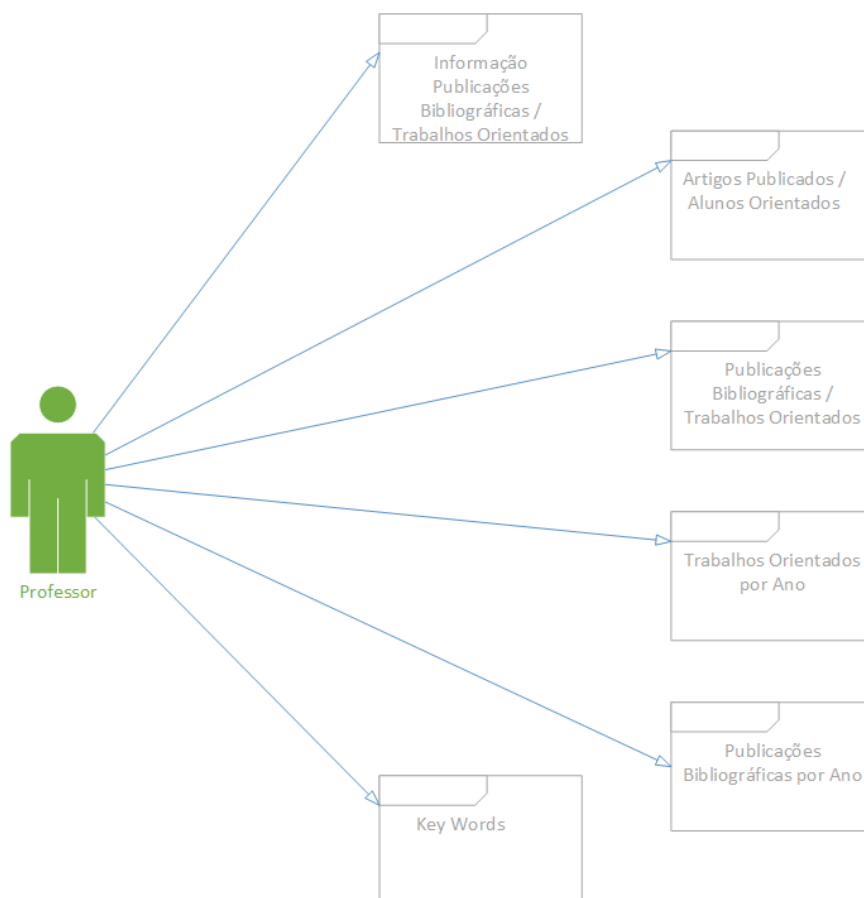 Informação
Publicações
Bibliográficas /
Trabalhos Orientados
Artigos Publicados /
Alunos Orientados
Publicações
Bibliográficas /
Trabalhos Orientados
Trabalhos Orientados
por Ano
Professor
Publicações
Bibliográficas por Ano
Key Words